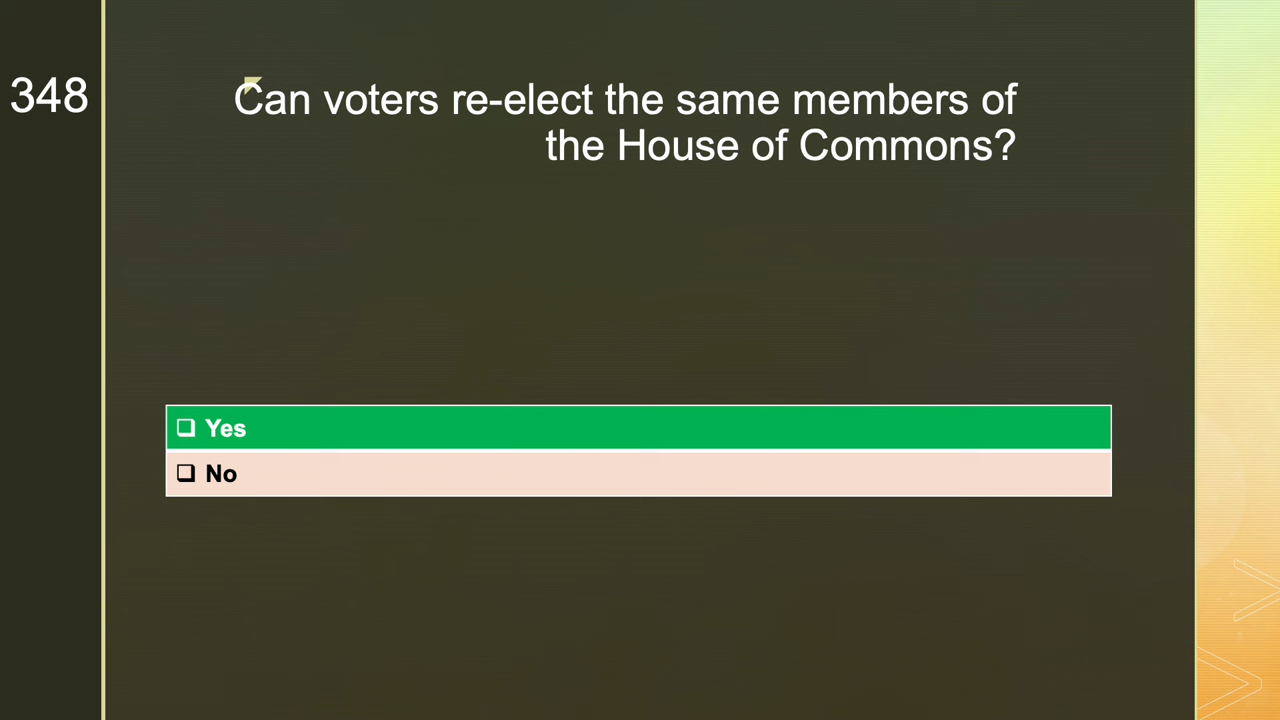 348
Can voters re-elect the same members of
the House of Commons?
❑ Yes
❑ No